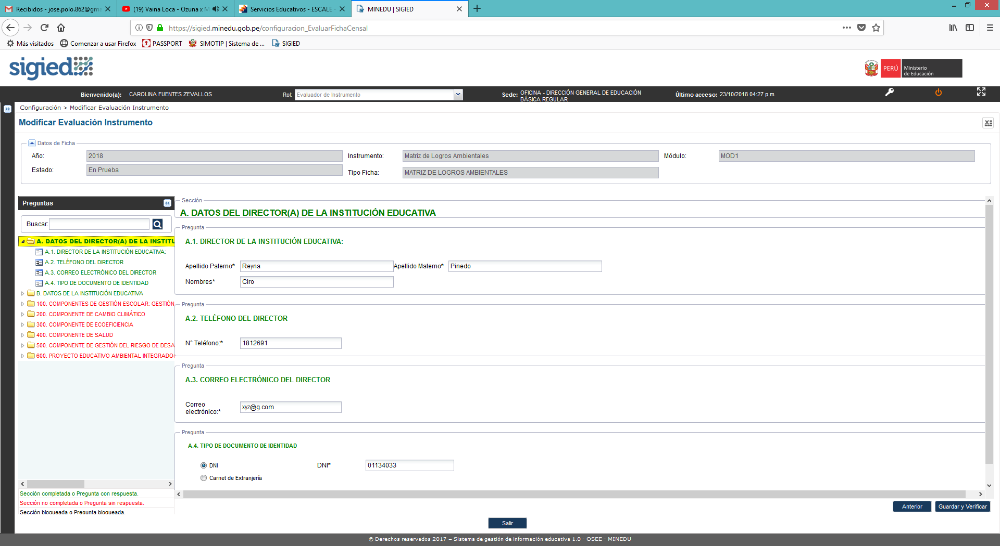 Recibidos - jose.polo.862@gma
(19) Vaina Loca - Ozuna x M
Servicios Educativos - ESCALE -
MINEDU | SIGIED
https://sigied.minedu.gob.pe/configuracion_EvaluarFichaCensal
Más visitados
Comenzar a usar Firefox
PASSPORT
SIMOTIP | Sistema de ...
SIGIED
sigied
PERÚ
Ministerio
de Educación
Bienvenido(a):
CAROLINA FUENTES ZEVALLOS
Rol:
Evaluador de Instrumento
Sede:
OFICINA - DIRECCIÓN GENERAL DE EDUCACIÓN
BÁSICA REGULAR
Último acceso: 23/10/2018 04:27 p.m.
Configuración > Modificar Evaluación Instrumento
Modificar Evaluación Instrumento
Datos de Ficha
Año:
2018
Instrumento:
Matriz de Logros Ambientales
Módulo:
MOD1
Estado:
En Prueba
Tipo Ficha:
MATRIZ DE LOGROS AMBIENTALES
Preguntas
Buscar:
A. DATOS DEL DIRECTOR(A) DE LA INSTITU
A.1. DIRECTOR DE LA INSTITUCIÓN EDUCATIVA:
A.2. TELÉFONO DEL DIRECTOR
A.3. CORREO ELECTRÓNICO DEL DIRECTOR
A.4. TIPO DE DOCUMENTO DE IDENTIDAD
B. DATOS DE LA INSTITUCIÓN EDUCATIVA
100. COMPONENTES DE GESTIÓN ESCOLAR: GESTIÓN
200. COMPONENTE DE CAMBIO CLIMÁTICO
300. COMPONENTE DE ECOEFICIENCIA
400. COMPONENTE DE SALUD
500. COMPONENTE DE GESTIÓN DEL RIESGO DE DESA
600. PROYECTO EDUCATIVO AMBIENTAL INTEGRADO
Sección completada o Pregunta con respuesta.
Sección no completada o Pregunta sin respuesta.
Sección bloqueada o Pregunta bloqueada.
Sección
A. DATOS DEL DIRECTOR(A) DE LA INSTITUCIÓN EDUCATIVA
Pregunta
A.1. DIRECTOR DE LA INSTITUCIÓN EDUCATIVA:
Apellido Paterno*
Reyna
Apellido Materno*
Pinedo
Nombres*
Ciro
Pregunta
A.2. TELÉFONO DEL DIRECTOR
N° Teléfono:*
1812691
Pregunta
A.3. CORREO ELECTRÓNICO DEL DIRECTOR
Correo
electrónico:*
xyz@g.com
Pregunta
A.4. TIPO DE DOCUMENTO DE IDENTIDAD
DNI
DNI*
01134033
Carnet de Extranjería
Anterior
Guardar y Verificar
Salir
© Derechos reservados 2017 – Sistema de gestión de información educativa 1.0 - OSEE - MINEDU